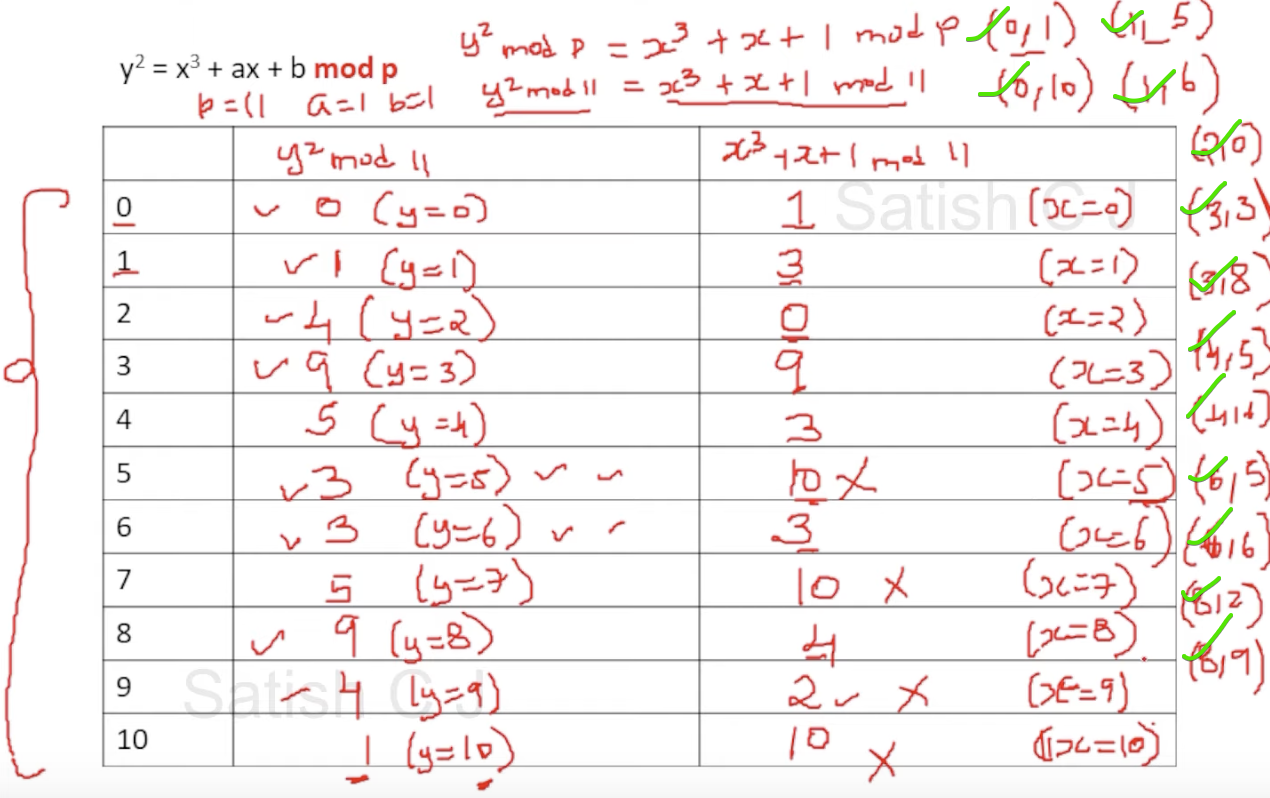 y² mod p = x³ + x + 1 mod p (0,1) (1,5)
y² = x³ + ax + b mod p
p=11 a=1 b=1 y² mod 11 = x³ + x + 1 mod 11 (0,10) (1,6)
y² mod 11 x³ + x + 1 mod 11 (2,0)
0 0 (y=0) 1 (x=0) (3,3)
Satish C J
1 1 (y=1) 3 (x=1) (3,8)
2 4 (y=2) 0 (x=2)
3 9 (y=3) 9 (x=3) (4,5)
4 5 (y=4) 3 (x=4)
5 3 (y=5) 10 X (x=5) (6,5)
6 3 (y=6) 3 (x=6)
7 5 (y=7) 10 X (x=7) (8,2)
8 9 (y=8) 4 (x=8) (8,9)
9 4 (y=9) 2 X (x=9)
Satish C J
10 1 (y=10) 10 X (x=10)